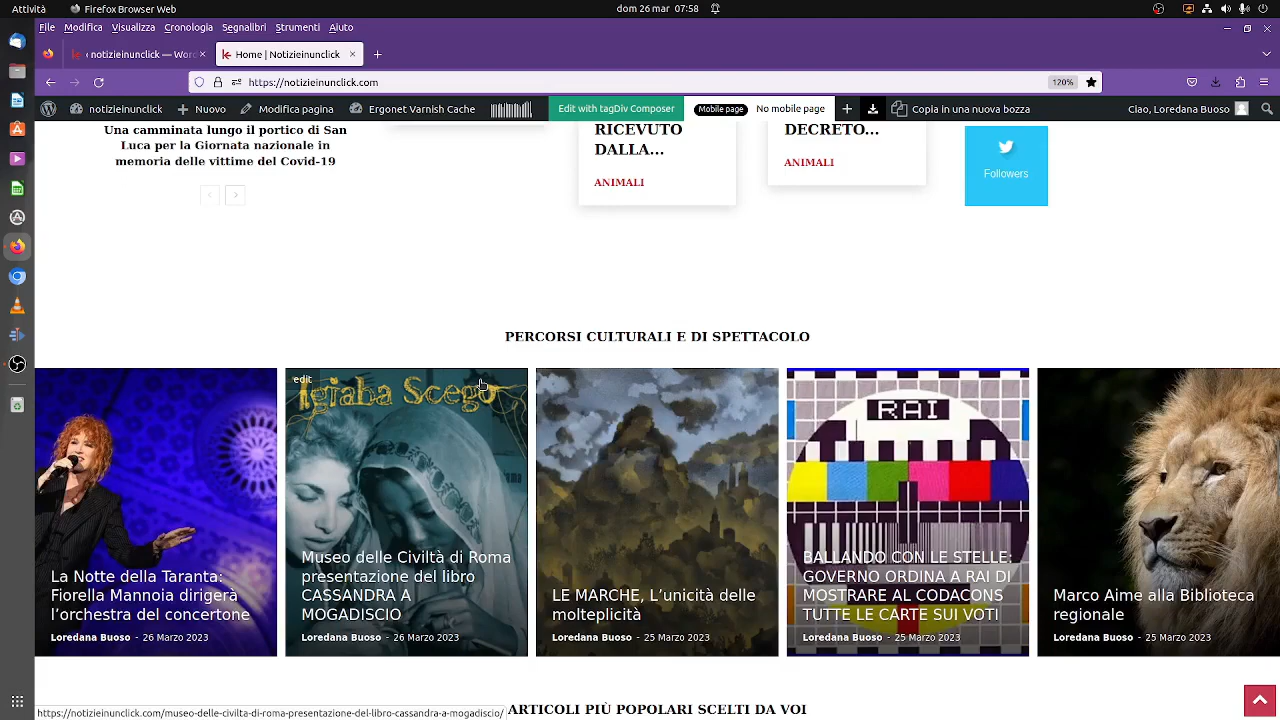 Attività
Firefox Browser Web
dom 26 mar 07:58
File Modifica Visualizza Cronologia Segnalibri Strumenti Aiuto
‹ notizieinunclick — Word
Home | Notizieinunclick
https://notizieinunclick.com
120%
notizieinunclick
Nuovo
Modifica pagina
Ergonet Varnish Cache
Edit with tagDiv Composer
Mobile page
No mobile page
Copia in una nuova bozza
Ciao, Loredana Buoso
Una camminata lungo il portico di San
Luca per la Giornata nazionale in
memoria delle vittime del Covid-19
RICEVUTO
DALLA...
ANIMALI
DECRETO...
ANIMALI
Followers
PERCORSI CULTURALI E DI SPETTACOLO
La Notte della Taranta:
Fiorella Mannoia dirigerà
l’orchestra del concertone
Loredana Buoso - 26 Marzo 2023
edit
Igiaba Scego
Museo delle Civiltà di Roma
presentazione del libro
CASSANDRA A
MOGADISCIO
Loredana Buoso - 26 Marzo 2023
LE MARCHE, L’unicità delle
molteplicità
Loredana Buoso - 25 Marzo 2023
RAI
BALLANDO CON LE STELLE:
GOVERNO ORDINA A RAI DI
MOSTRARE AL CODACONS
TUTTE LE CARTE SUI VOTI
Loredana Buoso - 25 Marzo 2023
Marco Aime alla Biblioteca
regionale
Loredana Buoso - 25 Marzo 2023
https://notizieinunclick.com/museo-delle-civilta-di-roma-presentazione-del-libro-cassandra-a-mogadiscio/
ARTICOLI PIÙ POPOLARI SCELTI DA VOI